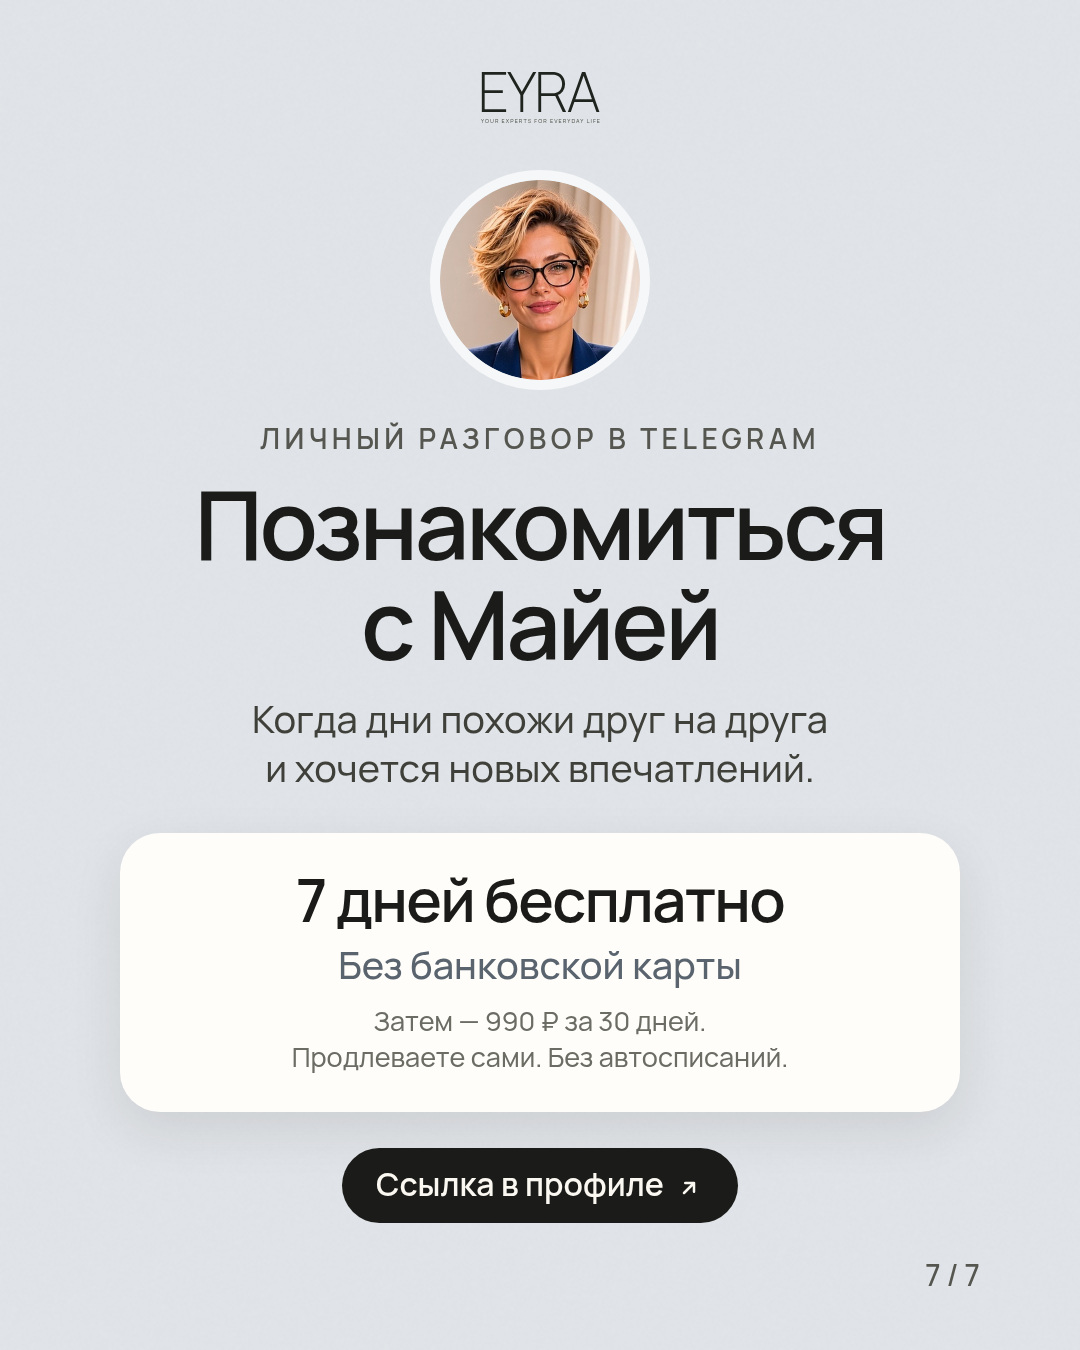 EYRA
YOUR EXPERTS FOR EVERYDAY LIFE
ЛИЧНЫЙ РАЗГОВОР В TELEGRAM
Познакомиться
с Майей
Когда дни похожи друг на друга
и хочется новых впечатлений.
7 дней бесплатно
Без банковской карты
Затем — 990 ₽ за 30 дней.
Продлеваете сами. Без автосписаний.
Ссылка в профиле ↗
7 / 7